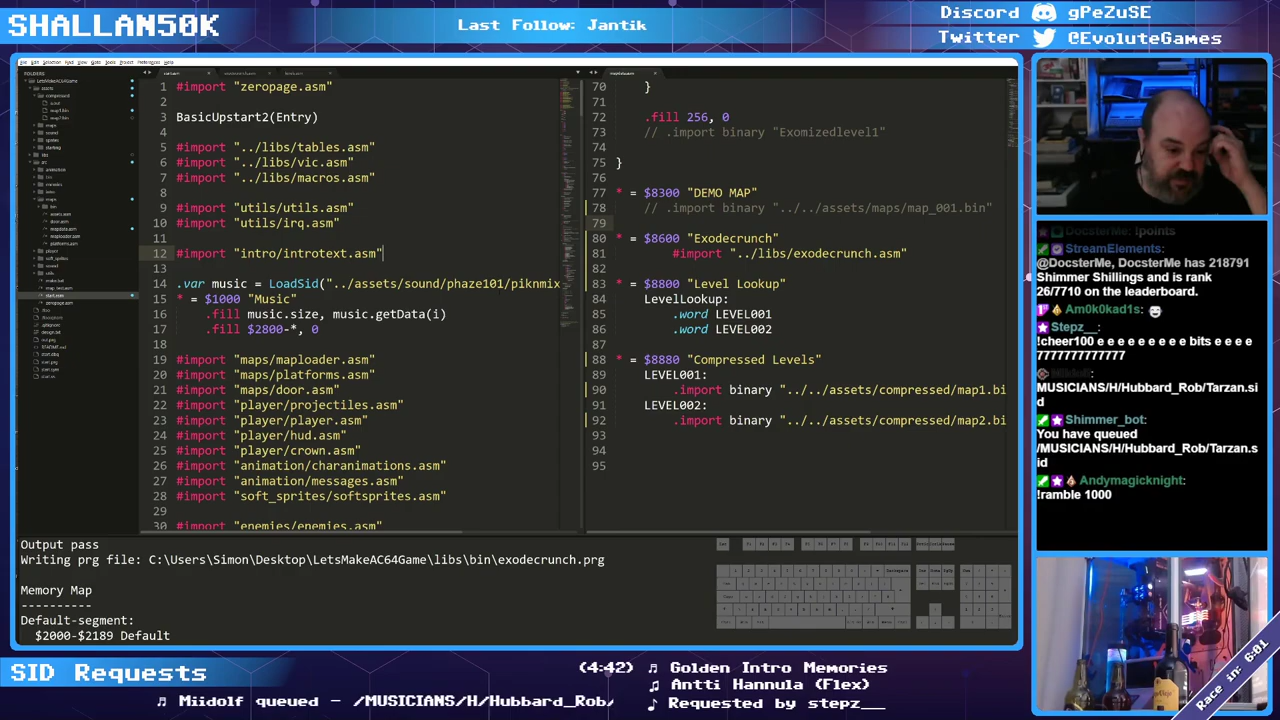 SHALLAN50K
Last Follow: Jantik
Discord gPeZuSE
Twitter @EvoluteGames
FOLDERS
1 #import "zeropage.asm"
2
3 BasicUpstart2(Entry)
4
5 #import "../libs/tables.asm"
6 #import "../libs/vic.asm"
7 #import "../libs/macros.asm"
8
9 #import "utils/utils.asm"
10 #import "utils/irq.asm"
11
12 #import "intro/introtext.asm"
13
14 .var music = LoadSid("../assets/sound/phaze101/piknmix
15 * = $1000 "Music"
16 .fill music.size, music.getData(i)
17 .fill $2800-*, 0
18
19 #import "maps/maploader.asm"
20 #import "maps/platforms.asm"
21 #import "maps/door.asm"
22 #import "player/projectiles.asm"
23 #import "player/player.asm"
24 #import "player/hud.asm"
25 #import "player/crown.asm"
26 #import "animation/charanimations.asm"
27 #import "animation/messages.asm"
28 #import "soft_sprites/softsprites.asm"
29
30 #import "enemies/enemies.asm"
70 }
71
72 .fill 256, 0
73 // .import binary "Exomizedlevel1"
74
75 }
76
77 * = $8300 "DEMO MAP"
78 // .import binary "../../assets/maps/map_001.bin"
79
80 * = $8600 "Exodecrunch"
81 #import "../libs/exodecrunch.asm"
82
83 * = $8800 "Level Lookup"
84 LevelLookup:
85 .word LEVEL001
86 .word LEVEL002
87
88 * = $8880 "Compressed Levels"
89 LEVEL001:
90 .import binary "../../assets/compressed/map1.bi
91 LEVEL002:
92 .import binary "../../assets/compressed/map2.bi
93
94
95
Output pass
Writing prg file: C:\Users\Simon\Desktop\LetsMakeAC64Game\libs\bin\exodecrunch.prg
Memory Map
----------
Default-segment:
$2000-$2189 Default
DocsterMe: !points
StreamElements:
@DocsterMe, DocsterMe has 218791
Shimmer Shillings and is rank
26/7710 on the leaderboard.
Am0k0kad1s:
Stepz__:
!cheer100 e e e e e e e bits e e e e
777777777777
MUSICIANS/H/Hubbard_Rob/Tarzan.si
d
Shimmer_bot:
You have queued
/MUSICIANS/H/Hubbard_Rob/Tarzan.s
id
Andymagicknight:
!ramble 1000
SID Requests
(4:42) ♫ Golden Intro Memories
♫ Antti Hannula (Flex)
♪ Requested by stepz__
♫ Miidolf queued - /MUSICIANS/H/Hubbard_Rob/
Race in: 6:01